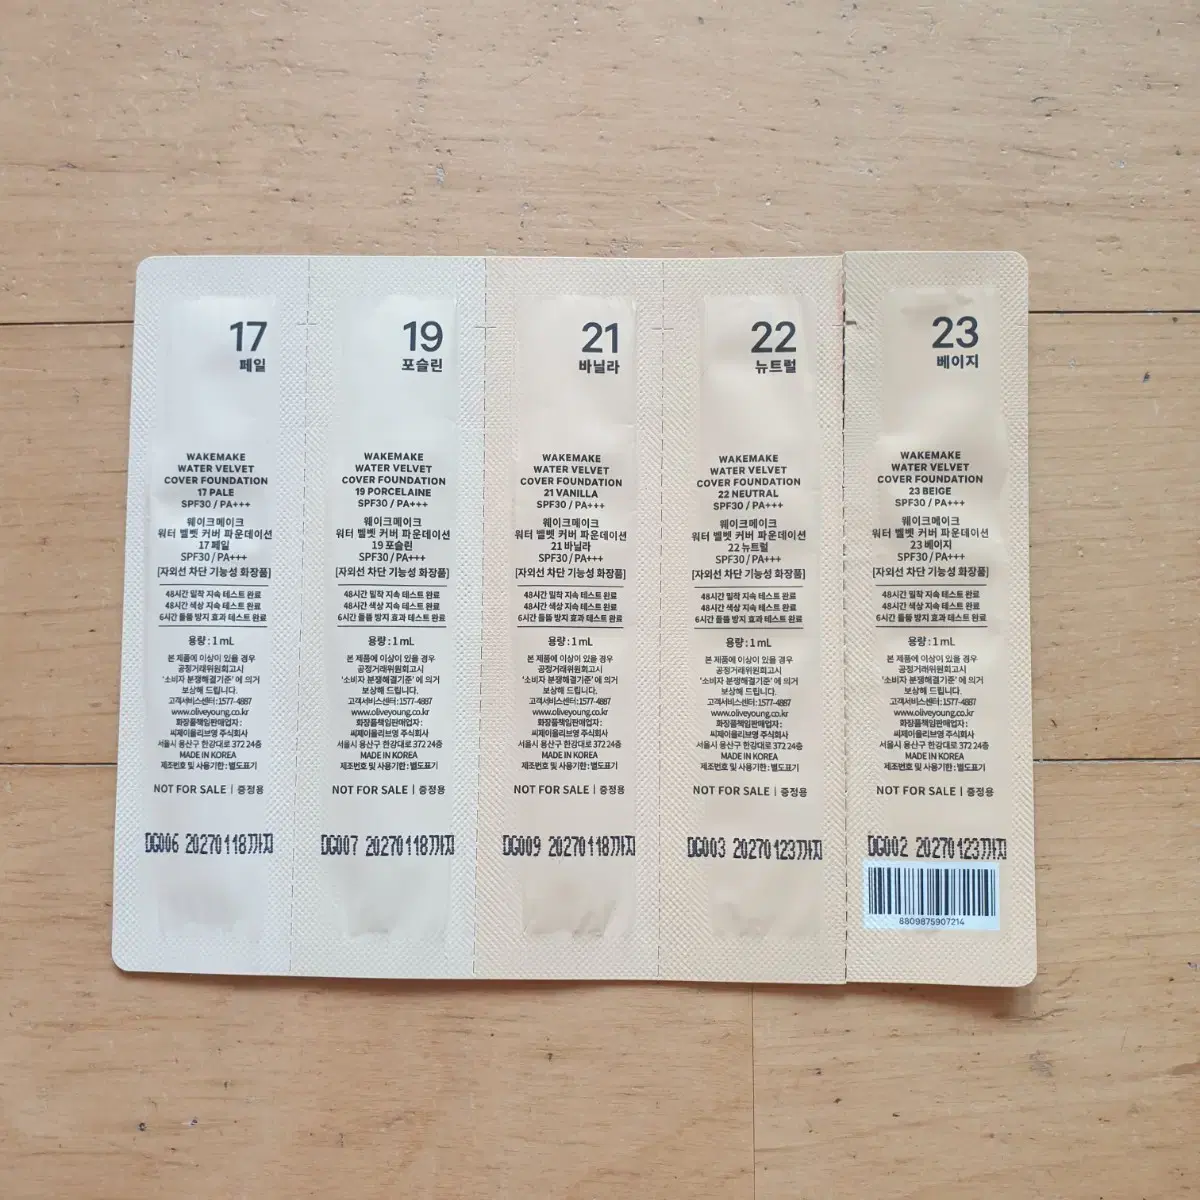 17
페일
WAKEMAKE
WATER VELVET
COVER FOUNDATION
17 PALE
SPF30 / PA+++
웨이크메이크
워터 벨벳 커버 파운데이션
17 페일
SPF30 / PA+++
[자외선 차단 기능성 화장품]
48시간 밀착 지속 테스트 완료
48시간 색상 지속 테스트 완료
6시간 들뜸 방지 효과 테스트 완료
용량 : 1 mL
본 제품에 이상이 있을 경우
공정거래위원회고시
'소비자 분쟁해결기준' 에 의거
보상해 드립니다.
고객서비스센터 : 1577-4887
www.oliveyoung.co.kr
화장품책임판매업자 :
씨제이올리브영 주식회사
서울시 용산구 한강대로 372 24층
MADE IN KOREA
제조번호 및 사용기한 : 별도표기
NOT FOR SALE | 증정용
DG006 20270118까지
19
포슬린
WAKEMAKE
WATER VELVET
COVER FOUNDATION
19 PORCELAINE
SPF30 / PA+++
웨이크메이크
워터 벨벳 커버 파운데이션
19 포슬린
SPF30 / PA+++
[자외선 차단 기능성 화장품]
48시간 밀착 지속 테스트 완료
48시간 색상 지속 테스트 완료
6시간 들뜸 방지 효과 테스트 완료
용량 : 1 mL
본 제품에 이상이 있을 경우
공정거래위원회고시
'소비자 분쟁해결기준' 에 의거
보상해 드립니다.
고객서비스센터 : 1577-4887
www.oliveyoung.co.kr
화장품책임판매업자 :
씨제이올리브영 주식회사
서울시 용산구 한강대로 372 24층
MADE IN KOREA
제조번호 및 사용기한 : 별도표기
NOT FOR SALE | 증정용
DG007 20270118까지
21
바닐라
WAKEMAKE
WATER VELVET
COVER FOUNDATION
21 VANILLA
SPF30 / PA+++
웨이크메이크
워터 벨벳 커버 파운데이션
21 바닐라
SPF30 / PA+++
[자외선 차단 기능성 화장품]
48시간 밀착 지속 테스트 완료
48시간 색상 지속 테스트 완료
6시간 들뜸 방지 효과 테스트 완료
용량 : 1 mL
본 제품에 이상이 있을 경우
공정거래위원회고시
'소비자 분쟁해결기준' 에 의거
보상해 드립니다.
고객서비스센터 : 1577-4887
www.oliveyoung.co.kr
화장품책임판매업자 :
씨제이올리브영 주식회사
서울시 용산구 한강대로 372 24층
MADE IN KOREA
제조번호 및 사용기한 : 별도표기
NOT FOR SALE | 증정용
DG009 20270118까지
22
뉴트럴
WAKEMAKE
WATER VELVET
COVER FOUNDATION
22 NEUTRAL
SPF30 / PA+++
웨이크메이크
워터 벨벳 커버 파운데이션
22 뉴트럴
SPF30 / PA+++
[자외선 차단 기능성 화장품]
48시간 밀착 지속 테스트 완료
48시간 색상 지속 테스트 완료
6시간 들뜸 방지 효과 테스트 완료
용량 : 1 mL
본 제품에 이상이 있을 경우
공정거래위원회고시
'소비자 분쟁해결기준' 에 의거
보상해 드립니다.
고객서비스센터 : 1577-4887
www.oliveyoung.co.kr
화장품책임판매업자 :
씨제이올리브영 주식회사
서울시 용산구 한강대로 372 24층
MADE IN KOREA
제조번호 및 사용기한 : 별도표기
NOT FOR SALE | 증정용
DG003 20270123까지
23
베이지
WAKEMAKE
WATER VELVET
COVER FOUNDATION
23 BEIGE
SPF30 / PA+++
웨이크메이크
워터 벨벳 커버 파운데이션
23 베이지
SPF30 / PA+++
[자외선 차단 기능성 화장품]
48시간 밀착 지속 테스트 완료
48시간 색상 지속 테스트 완료
6시간 들뜸 방지 효과 테스트 완료
용량 : 1 mL
본 제품에 이상이 있을 경우
공정거래위원회고시
'소비자 분쟁해결기준' 에 의거
보상해 드립니다.
고객서비스센터 : 1577-4887
www.oliveyoung.co.kr
화장품책임판매업자 :
씨제이올리브영 주식회사
서울시 용산구 한강대로 372 24층
MADE IN KOREA
제조번호 및 사용기한 : 별도표기
NOT FOR SALE | 증정용
DG002 20270123까지
8809875907214